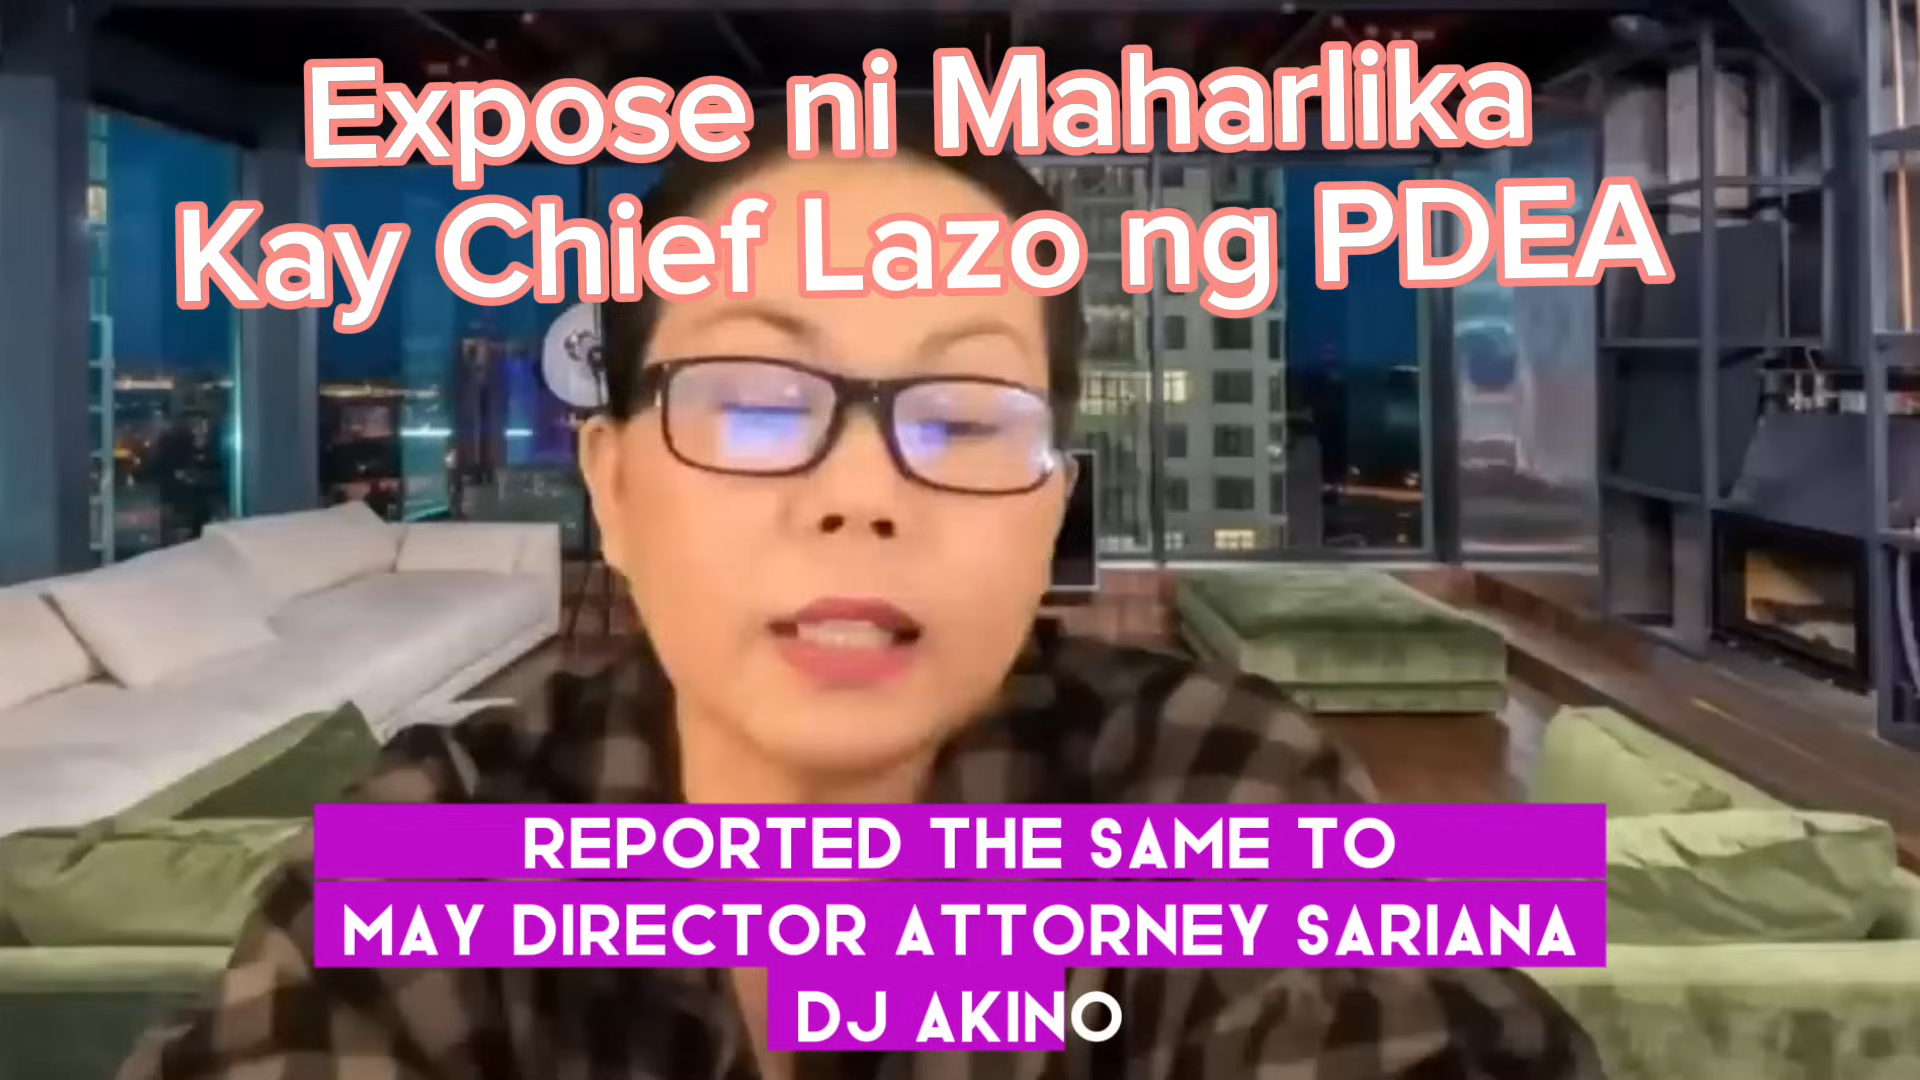 Expose ni Maharlika
Kay Chief Lazo ng PDEA
REPORTED THE SAME TO
MAY DIRECTOR ATTORNEY SARIANA
DJ AKINO